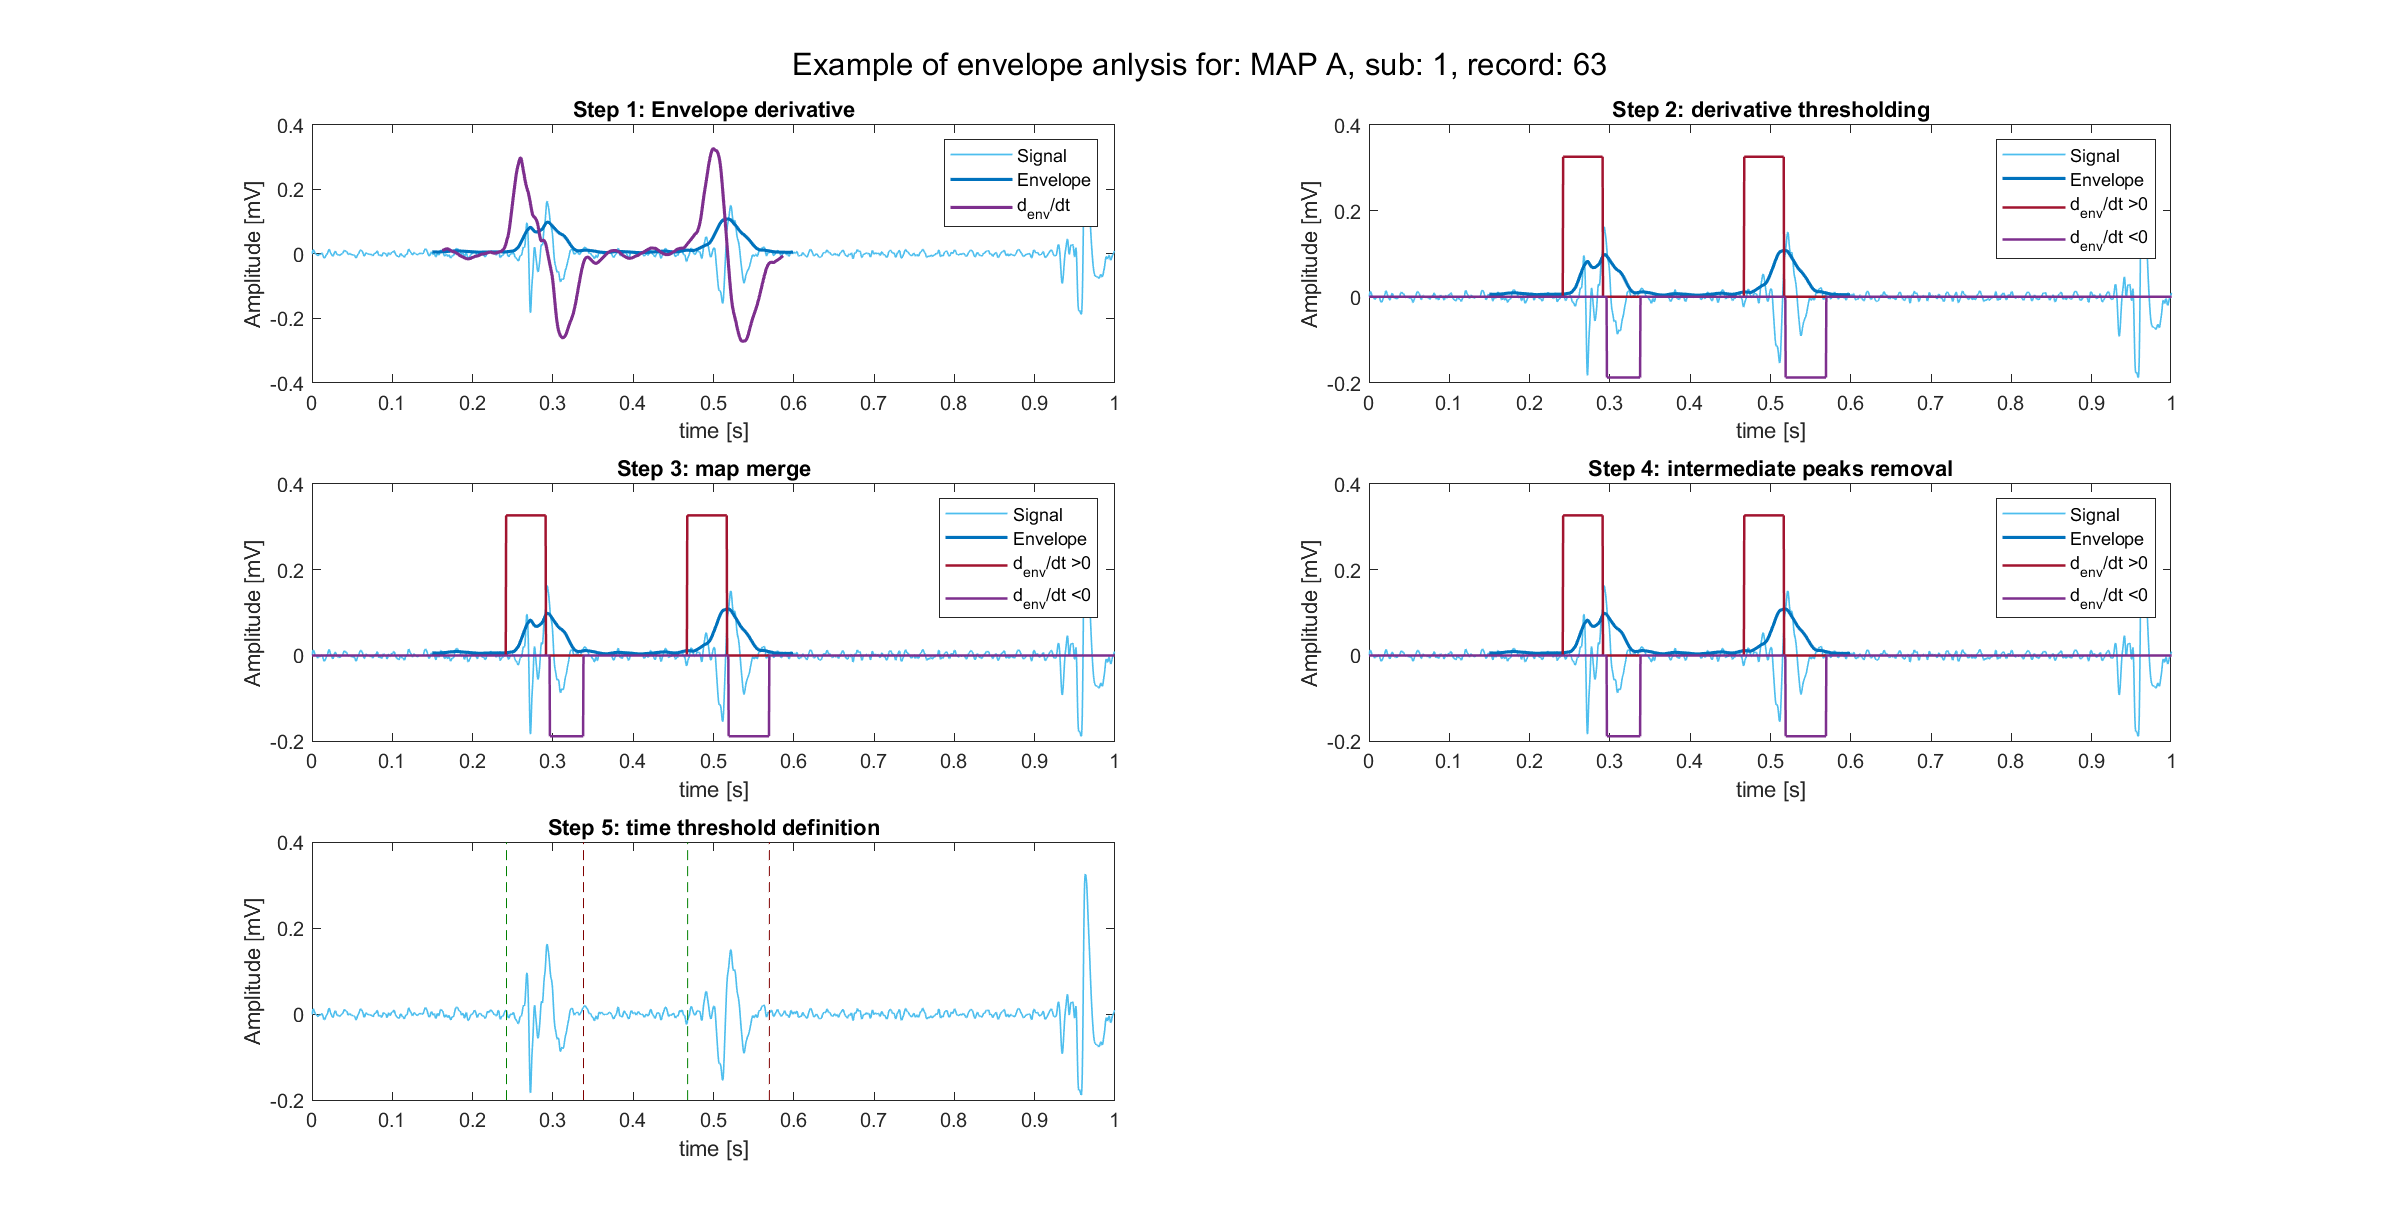 Example of envelope anlysis for: MAP A, sub: 1, record: 63
Step 1: Envelope derivative
0.4
0.2
0
-0.2
-0.4
Amplitude [mV]
Signal
Envelope
d_env/dt
0 0.1 0.2 0.3 0.4 0.5 0.6 0.7 0.8 0.9 1
time [s]
Step 2: derivative thresholding
0.4
0.2
0
-0.2
Amplitude [mV]
Signal
Envelope
d_env/dt >0
d_env/dt <0
0 0.1 0.2 0.3 0.4 0.5 0.6 0.7 0.8 0.9 1
time [s]
Step 3: map merge
0.4
0.2
0
-0.2
Amplitude [mV]
Signal
Envelope
d_env/dt >0
d_env/dt <0
0 0.1 0.2 0.3 0.4 0.5 0.6 0.7 0.8 0.9 1
time [s]
Step 4: intermediate peaks removal
0.4
0.2
0
-0.2
Amplitude [mV]
Signal
Envelope
d_env/dt >0
d_env/dt <0
0 0.1 0.2 0.3 0.4 0.5 0.6 0.7 0.8 0.9 1
time [s]
Step 5: time threshold definition
0.4
0.2
0
-0.2
Amplitude [mV]
0 0.1 0.2 0.3 0.4 0.5 0.6 0.7 0.8 0.9 1
time [s]